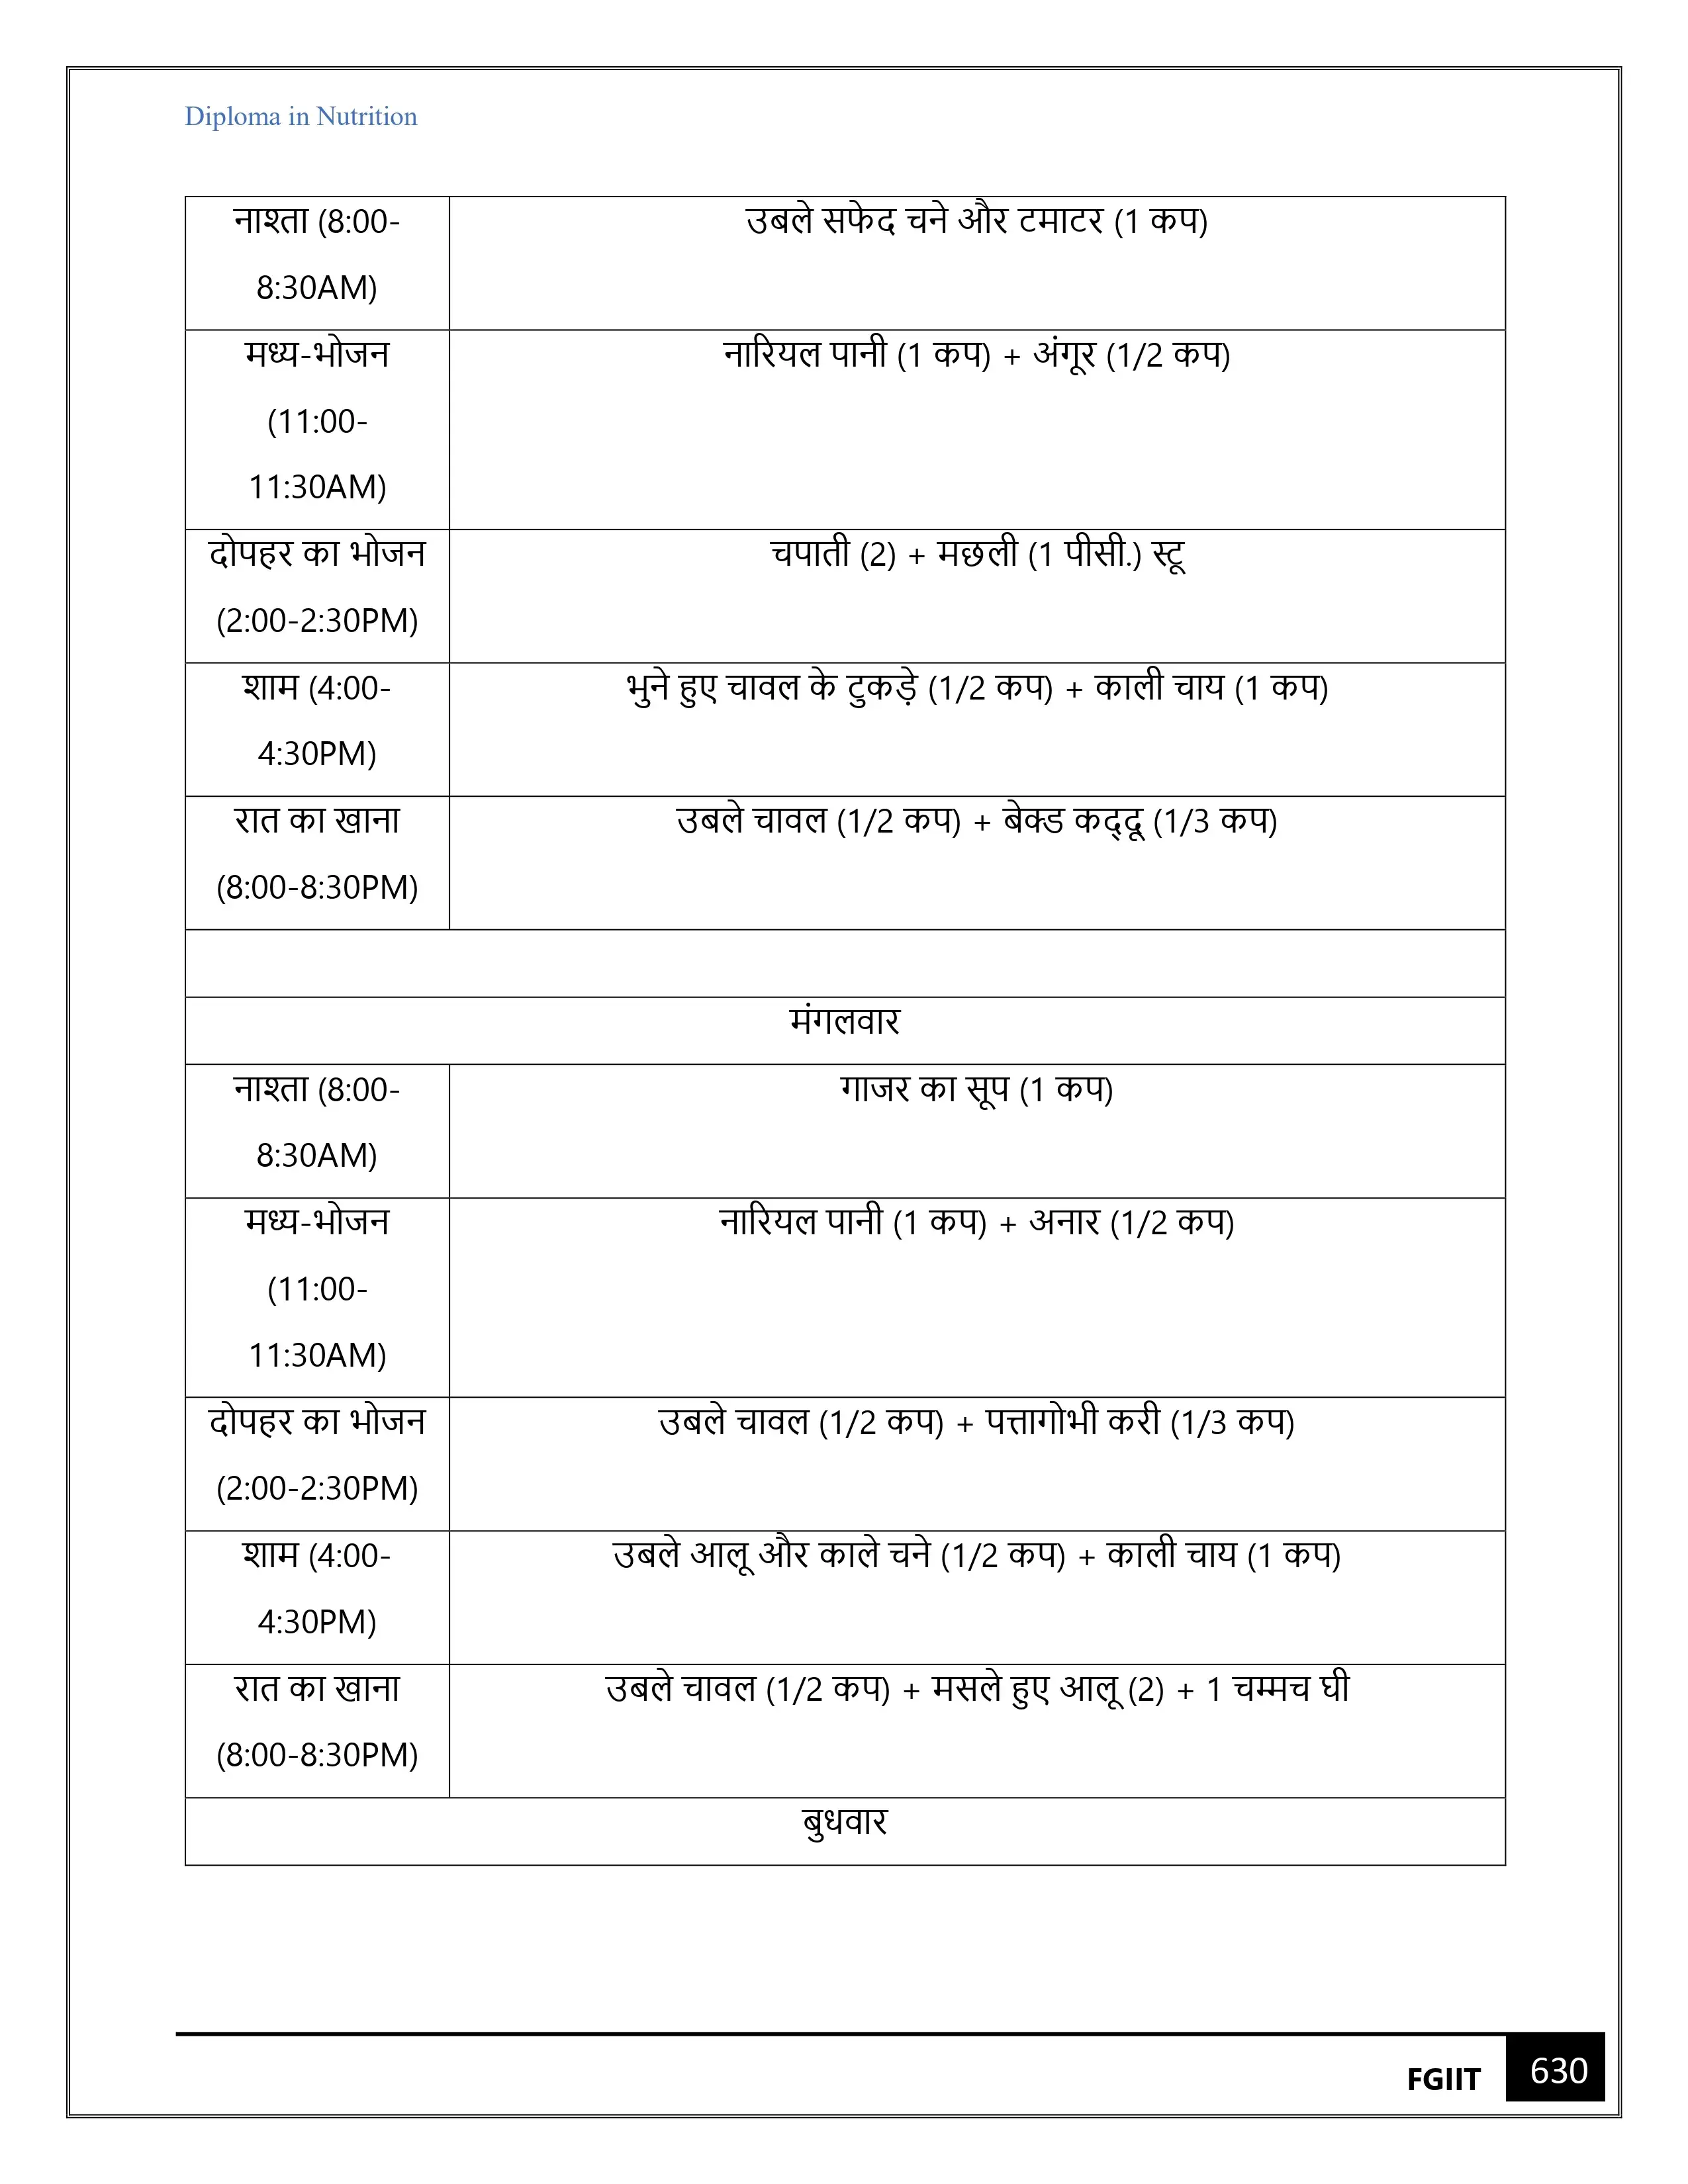 Diploma in Nutrition
नाश्ता (8:00-
8:30AM)
उबले सफेद चने और टमाटर (1 कप)
मध्य-भोजन
(11:00-
11:30AM)
नारियल पानी (1 कप) + अंगूर (1/2 कप)
दोपहर का भोजन
(2:00-2:30PM)
चपाती (2) + मछली (1 पीसी.) स्टू
शाम (4:00-
4:30PM)
भुने हुए चावल के टुकड़े (1/2 कप) + काली चाय (1 कप)
रात का खाना
(8:00-8:30PM)
उबले चावल (1/2 कप) + बेक्ड कद्दू (1/3 कप)
मंगलवार
नाश्ता (8:00-
8:30AM)
गाजर का सूप (1 कप)
मध्य-भोजन
(11:00-
11:30AM)
नारियल पानी (1 कप) + अनार (1/2 कप)
दोपहर का भोजन
(2:00-2:30PM)
उबले चावल (1/2 कप) + पत्तागोभी करी (1/3 कप)
शाम (4:00-
4:30PM)
उबले आलू और काले चने (1/2 कप) + काली चाय (1 कप)
रात का खाना
(8:00-8:30PM)
उबले चावल (1/2 कप) + मसले हुए आलू (2) + 1 चम्मच घी
बुधवार
FGIIT 630